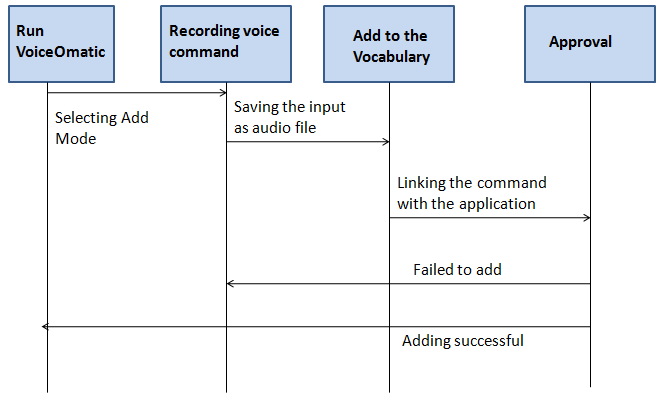 Run
VoiceOmatic
Recording voice
command
Add to the
Vocabulary
Approval
Selecting Add
Mode
Saving the input
as audio file
Linking the command
with the application
Failed to add
Adding successful